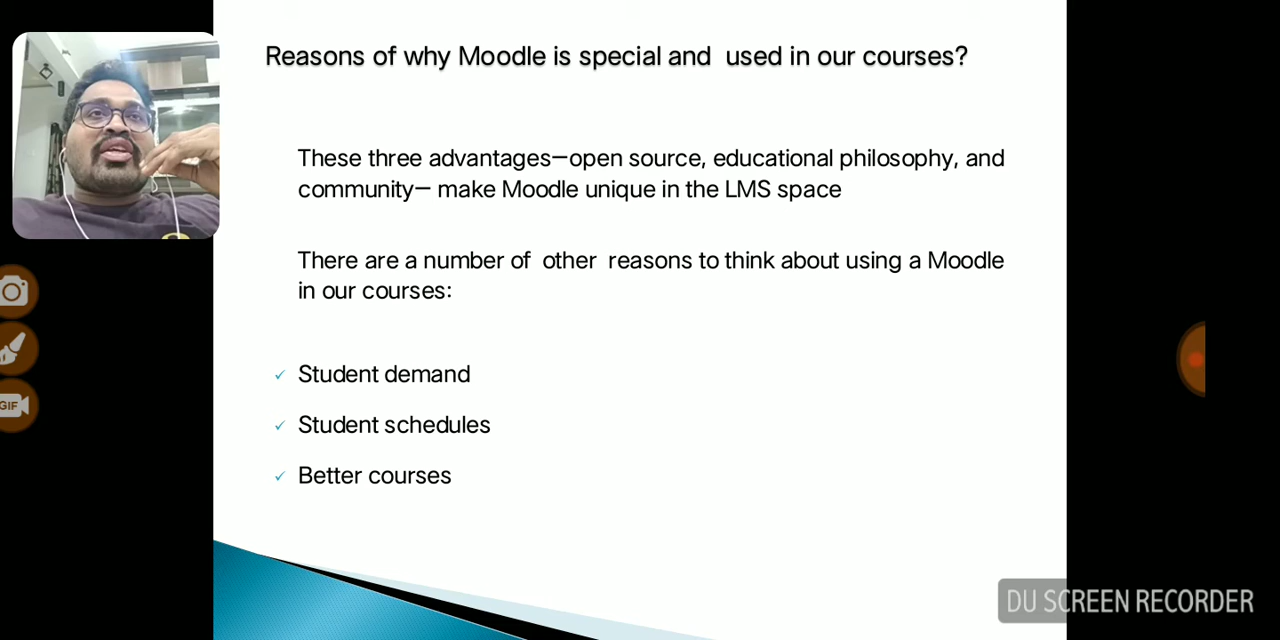 Reasons of why Moodle is special and used in our courses?
These three advantages—open source, educational philosophy, and
community— make Moodle unique in the LMS space
There are a number of other reasons to think about using a Moodle
in our courses:
Student demand
Student schedules
Better courses
GIF
DU SCREEN RECORDER